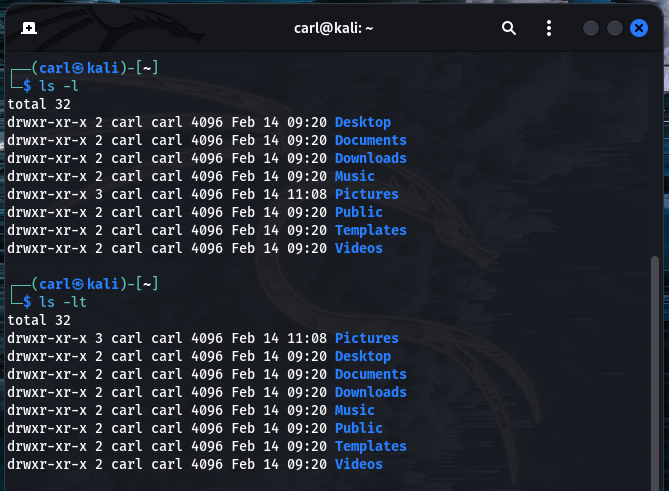 carl@kali: ~
┌──(carl㉿kali)-[~]
└─$ ls -l
total 32
drwxr-xr-x 2 carl carl 4096 Feb 14 09:20 Desktop
drwxr-xr-x 2 carl carl 4096 Feb 14 09:20 Documents
drwxr-xr-x 2 carl carl 4096 Feb 14 09:20 Downloads
drwxr-xr-x 2 carl carl 4096 Feb 14 09:20 Music
drwxr-xr-x 3 carl carl 4096 Feb 14 11:08 Pictures
drwxr-xr-x 2 carl carl 4096 Feb 14 09:20 Public
drwxr-xr-x 2 carl carl 4096 Feb 14 09:20 Templates
drwxr-xr-x 2 carl carl 4096 Feb 14 09:20 Videos
┌──(carl㉿kali)-[~]
└─$ ls -lt
total 32
drwxr-xr-x 3 carl carl 4096 Feb 14 11:08 Pictures
drwxr-xr-x 2 carl carl 4096 Feb 14 09:20 Desktop
drwxr-xr-x 2 carl carl 4096 Feb 14 09:20 Documents
drwxr-xr-x 2 carl carl 4096 Feb 14 09:20 Downloads
drwxr-xr-x 2 carl carl 4096 Feb 14 09:20 Music
drwxr-xr-x 2 carl carl 4096 Feb 14 09:20 Public
drwxr-xr-x 2 carl carl 4096 Feb 14 09:20 Templates
drwxr-xr-x 2 carl carl 4096 Feb 14 09:20 Videos